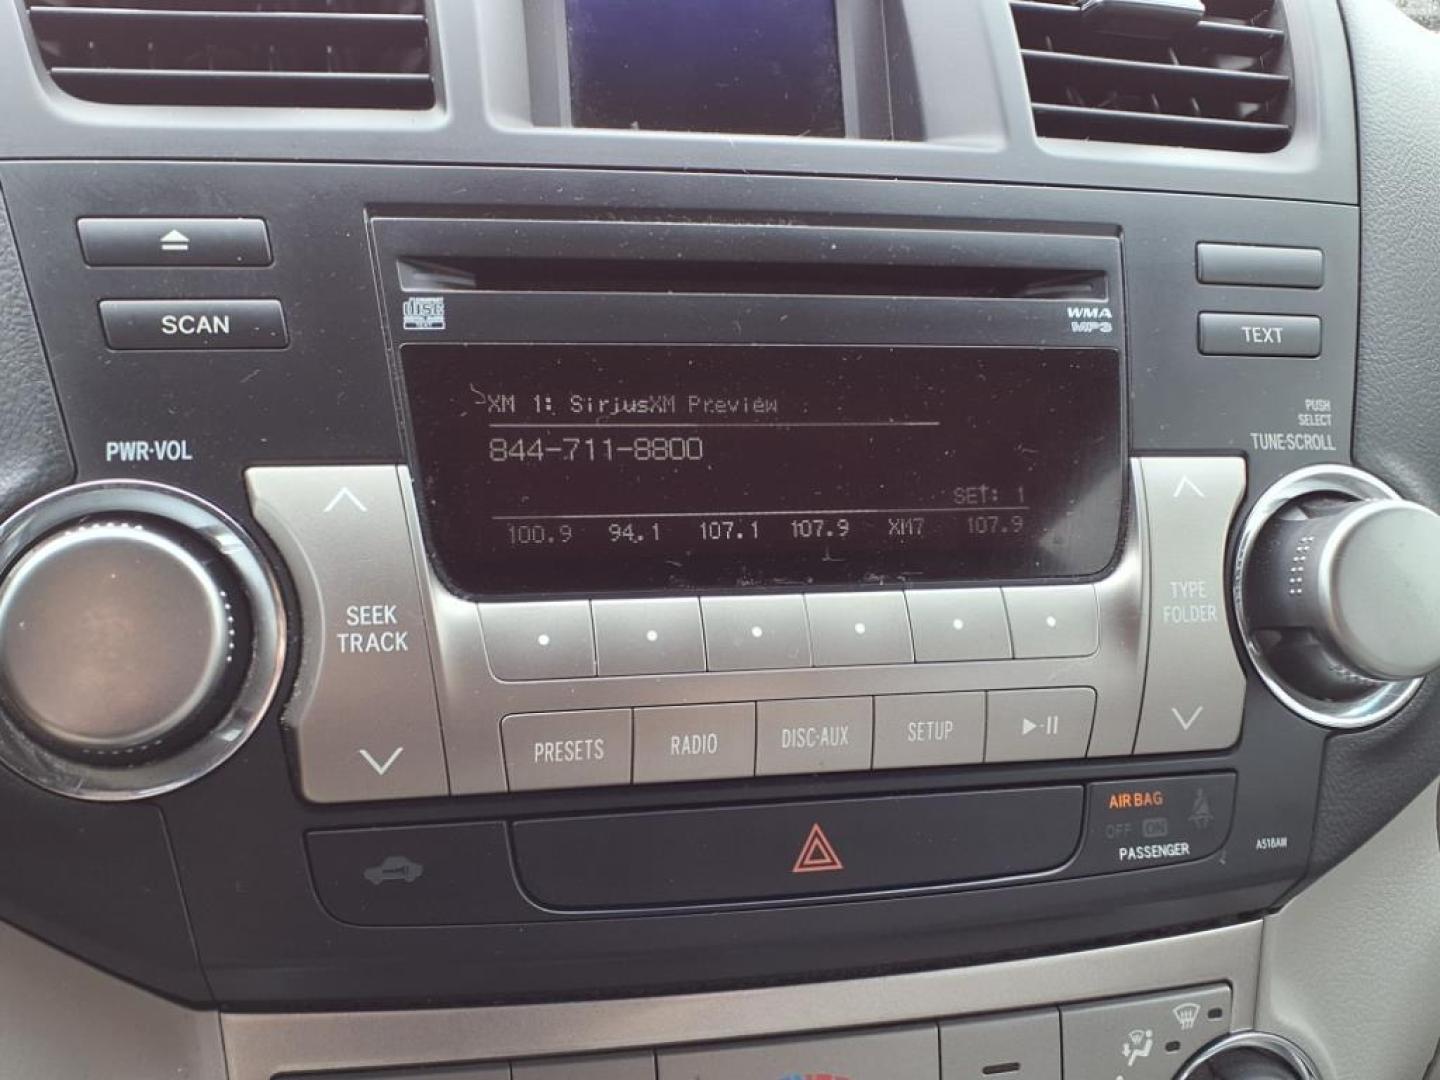 SCAN
PWR·VOL
SEEK
TRACK
disc
TEXT
WMA
MP3
TEXT
PUSH
SELECT
TUNE·SCROLL
XM 1: SiriusXM Preview
844-711-8800
SET: 1
100.9 94.1 107.1 107.9 XM7 107.9
TYPE
FOLDER
PRESETS RADIO DISC·AUX SETUP
AIR BAG
OFF ON
PASSENGER
A518AM